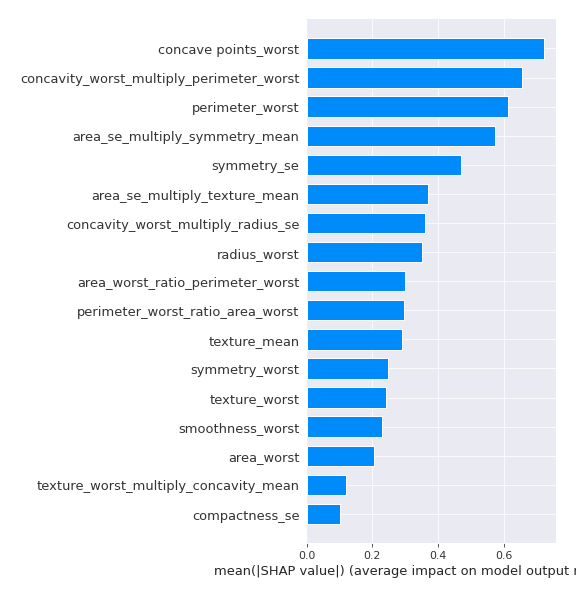 concave points_worst
concavity_worst_multiply_perimeter_worst
perimeter_worst
area_se_multiply_symmetry_mean
symmetry_se
area_se_multiply_texture_mean
concavity_worst_multiply_radius_se
radius_worst
area_worst_ratio_perimeter_worst
perimeter_worst_ratio_area_worst
texture_mean
symmetry_worst
texture_worst
smoothness_worst
area_worst
texture_worst_multiply_concavity_mean
compactness_se
0.0 0.2 0.4 0.6
mean(|SHAP value|) (average impact on model output